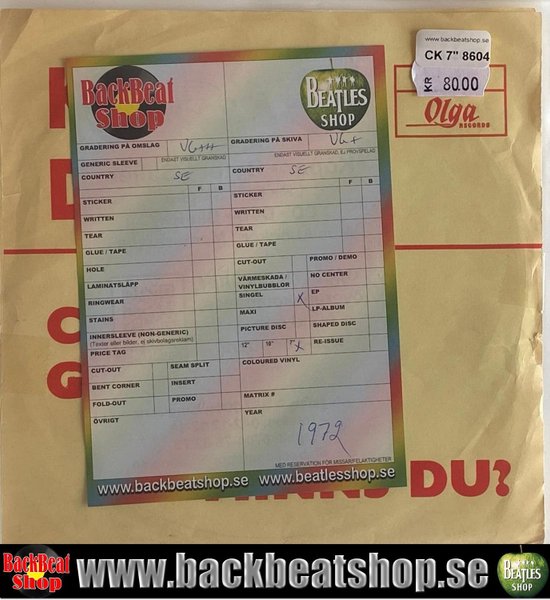 www.backbeatshop.se
CK 7" 8604
KR 80.00
Olga
RECORDS
BackBeat
Shop
BEATLES
SHOP
GRADERING PÅ OMSLAG VG++
GRADERING PÅ SKIVA VG+
GENERIC SLEEVE
ENDAST VISUELLT GRANSKAD
ENDAST VISUELLT GRANSKAD, EJ PROVSPELAD
COUNTRY SE
COUNTRY SE
F B
F B
STICKER
STICKER
WRITTEN
WRITTEN
TEAR
TEAR
GLUE / TAPE
GLUE / TAPE
HOLE
CUT-OUT
PROMO / DEMO
LAMINATSLÄPP
VÄRMESKADA /
VINYLBUBBLOR
NO CENTER
RINGWEAR
SINGEL X
EP
STAINS
MAXI
LP-ALBUM
INNERSLEEVE (NON-GENERIC)
(Texter eller bilder, ej skivbolagsreklam)
PICTURE DISC
SHAPED DISC
PRICE TAG
12" 10" 7" X
RE-ISSUE
CUT-OUT
SEAM SPLIT
COLOURED VINYL
BENT CORNER
INSERT
FOLD-OUT
PROMO
MATRIX #
ÖVRIGT
YEAR
1972
MED RESERVATION FÖR MISSAR/FELAKTIGHETER
www.backbeatshop.se www.beatlesshop.se
MINNS DU?
BackBeat
Shop
www.backbeatshop.se
BEATLES
SHOP